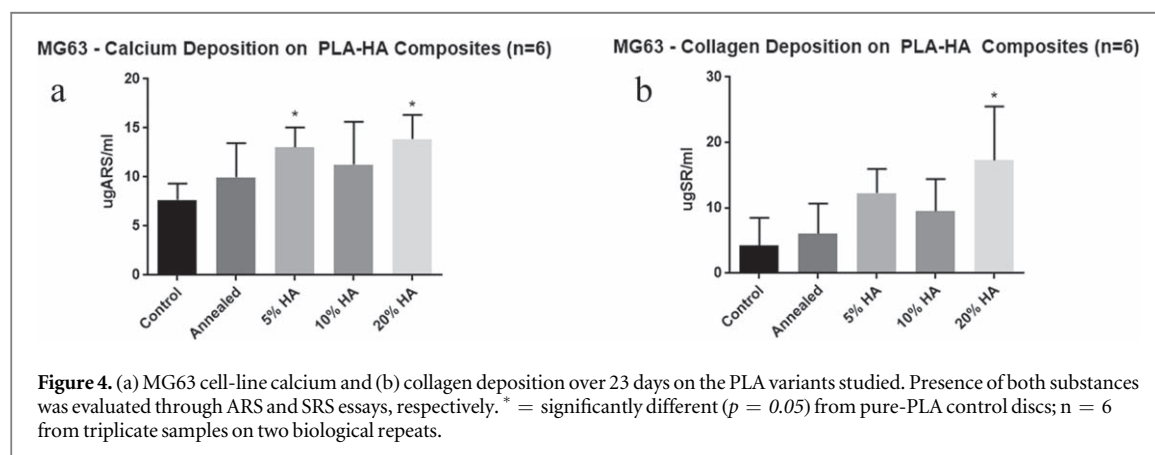 MG63 - Calcium Deposition on PLA-HA Composites (n=6)
a
20
15
10
5
0
ugARS/ml
Control
Annealed
5% HA
10% HA
20% HA
*
*
MG63 - Collagen Deposition on PLA-HA Composites (n=6)
b
30
20
10
0
ugSR/ml
Control
Annealed
5% HA
10% HA
20% HA
*
Figure 4. (a) MG63 cell-line calcium and (b) collagen deposition over 23 days on the PLA variants studied. Presence of both substances
was evaluated through ARS and SRS essays, respectively. * = significantly different (p = 0.05) from pure-PLA control discs; n = 6
from triplicate samples on two biological repeats.